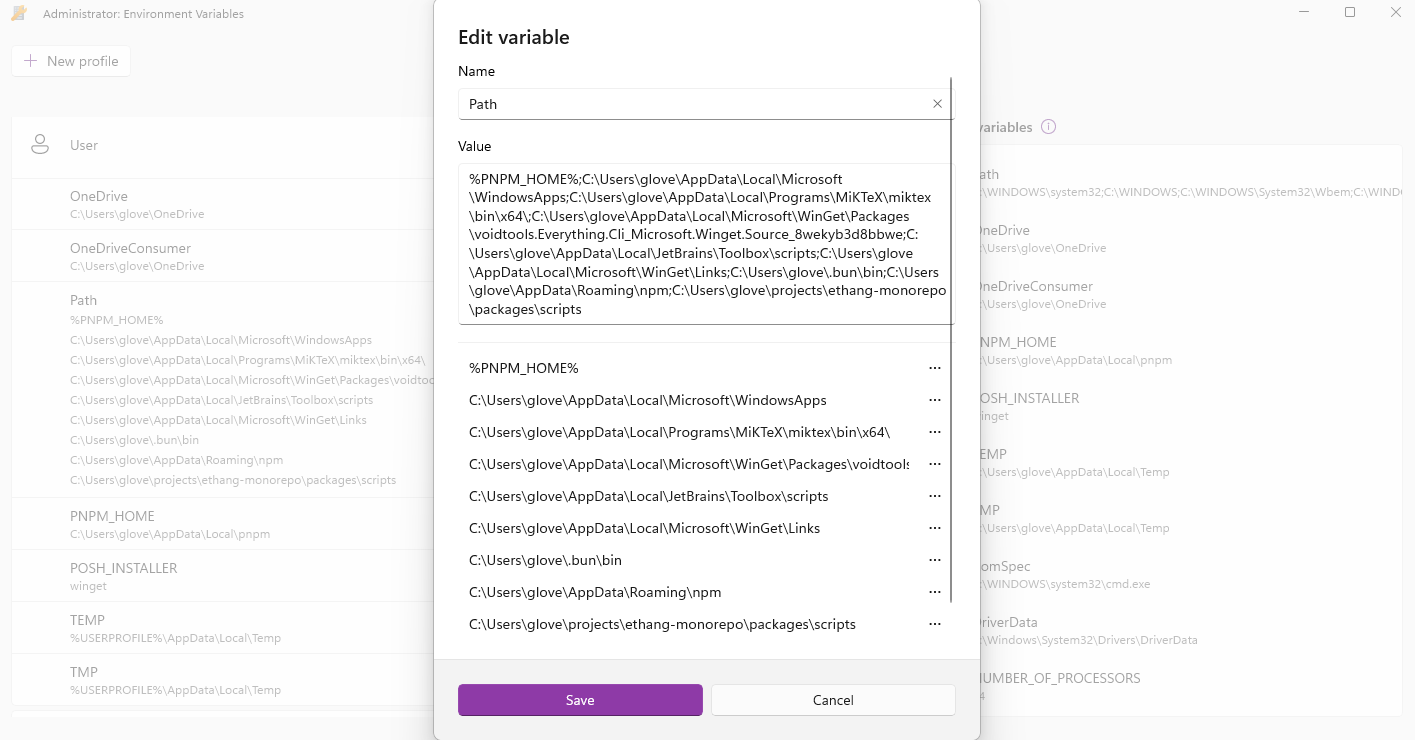 Administrator: Environment Variables
New profile
User
OneDrive
C:\Users\glove\OneDrive
OneDriveConsumer
C:\Users\glove\OneDrive
Path
%PNPM_HOME%
C:\Users\glove\AppData\Local\Microsoft\WindowsApps
C:\Users\glove\AppData\Local\Programs\MiKTeX\miktex\bin\x64\
C:\Users\glove\AppData\Local\Microsoft\WinGet\Packages\voidtoo
C:\Users\glove\AppData\Local\JetBrains\Toolbox\scripts
C:\Users\glove\AppData\Local\Microsoft\WinGet\Links
C:\Users\glove\.bun\bin
C:\Users\glove\AppData\Roaming\npm
C:\Users\glove\projects\ethang-monorepo\packages\scripts
PNPM_HOME
C:\Users\glove\AppData\Local\pnpm
POSH_INSTALLER
winget
TEMP
%USERPROFILE%\AppData\Local\Temp
TMP
%USERPROFILE%\AppData\Local\Temp
Edit variable
Name
Path
Value
%PNPM_HOME%;C:\Users\glove\AppData\Local\Microsoft
\WindowsApps;C:\Users\glove\AppData\Local\Programs\MiKTeX\miktex
\bin\x64\;C:\Users\glove\AppData\Local\Microsoft\WinGet\Packages
\voidtools.Everything.Cli_Microsoft.Winget.Source_8wekyb3d8bbwe;C:
\Users\glove\AppData\Local\JetBrains\Toolbox\scripts;C:\Users\glove
\AppData\Local\Microsoft\WinGet\Links;C:\Users\glove\.bun\bin;C:\Users
\glove\AppData\Roaming\npm;C:\Users\glove\projects\ethang-monorepo
\packages\scripts
%PNPM_HOME%
C:\Users\glove\AppData\Local\Microsoft\WindowsApps
C:\Users\glove\AppData\Local\Programs\MiKTeX\miktex\bin\x64\
C:\Users\glove\AppData\Local\Microsoft\WinGet\Packages\voidtools
C:\Users\glove\AppData\Local\JetBrains\Toolbox\scripts
C:\Users\glove\AppData\Local\Microsoft\WinGet\Links
C:\Users\glove\.bun\bin
C:\Users\glove\AppData\Roaming\npm
C:\Users\glove\projects\ethang-monorepo\packages\scripts
Save
Cancel
variables
ath
:\WINDOWS\system32;C:\WINDOWS;C:\WINDOWS\System32\Wbem;C:\WIND
OneDrive
:\Users\glove\OneDrive
OneDriveConsumer
:\Users\glove\OneDrive
PNPM_HOME
:\Users\glove\AppData\Local\pnpm
POSH_INSTALLER
winget
TEMP
:\Users\glove\AppData\Local\Temp
TMP
:\Users\glove\AppData\Local\Temp
omSpec
:\WINDOWS\system32\cmd.exe
DriverData
:\Windows\System32\Drivers\DriverData
NUMBER_OF_PROCESSORS
4